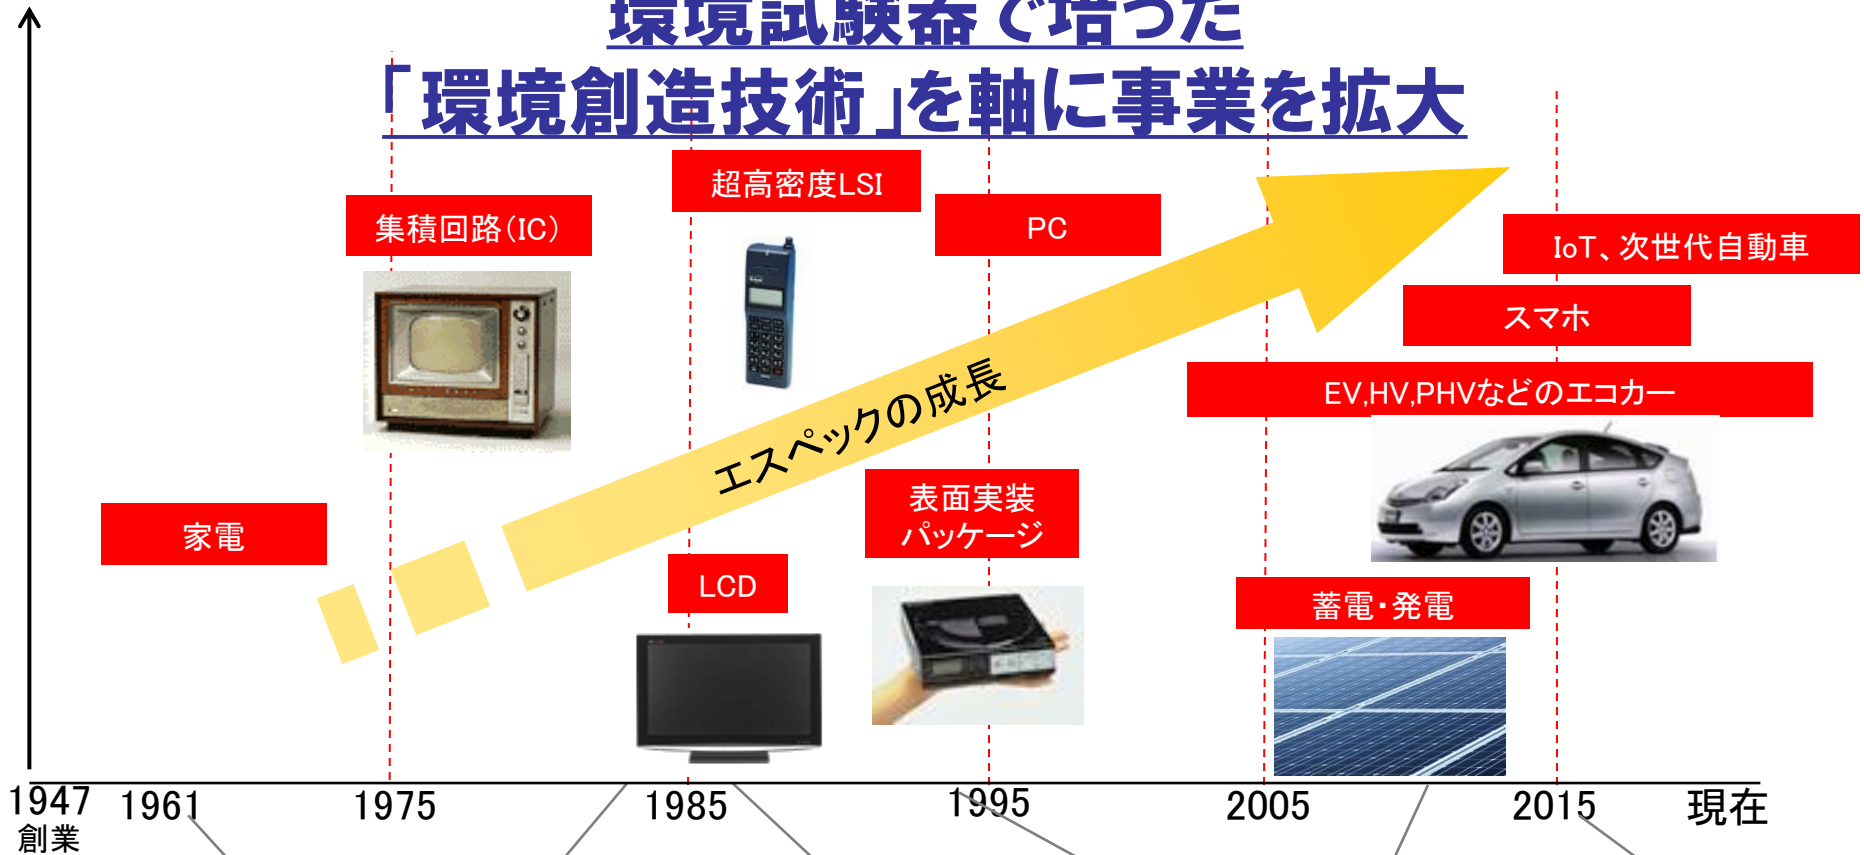 環境試験器で培った
「環境創造技術」を軸に事業を拡大
超高密度LSI
集積回路（IC）
PC
IoT、次世代自動車
スマホ
EV,HV,PHVなどのエコカー
エスペックの成長
表面実装
パッケージ
家電
LCD
蓄電・発電
1947
創業
1961
1975
1985
1995
2005
2015
現在